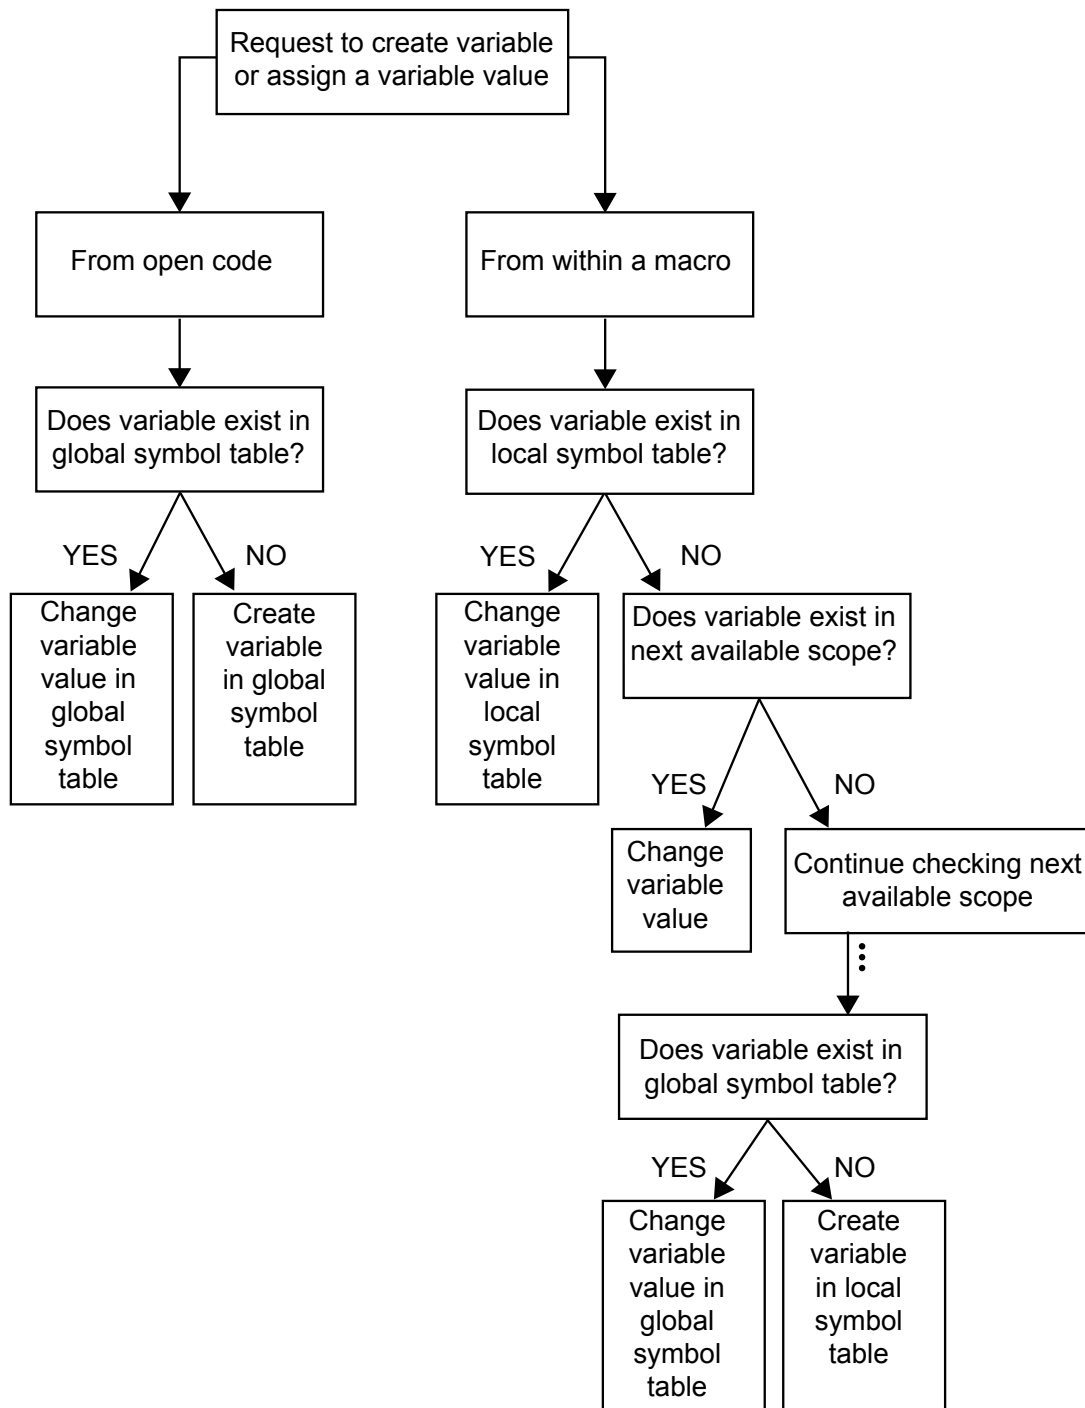 Request to create variable
or assign a variable value
From open code
From within a macro
Does variable exist in
global symbol table?
Does variable exist in
local symbol table?
YES
NO
YES
NO
Change
variable
value in
global
symbol
table
Create
variable
in global
symbol
table
Change
variable
value in
local
symbol
table
Does variable exist in
next available scope?
YES
NO
Change
variable
value
Continue checking next
available scope
Does variable exist in
global symbol table?
YES
NO
Change
variable
value in
global
symbol
table
Create
variable
in local
symbol
table